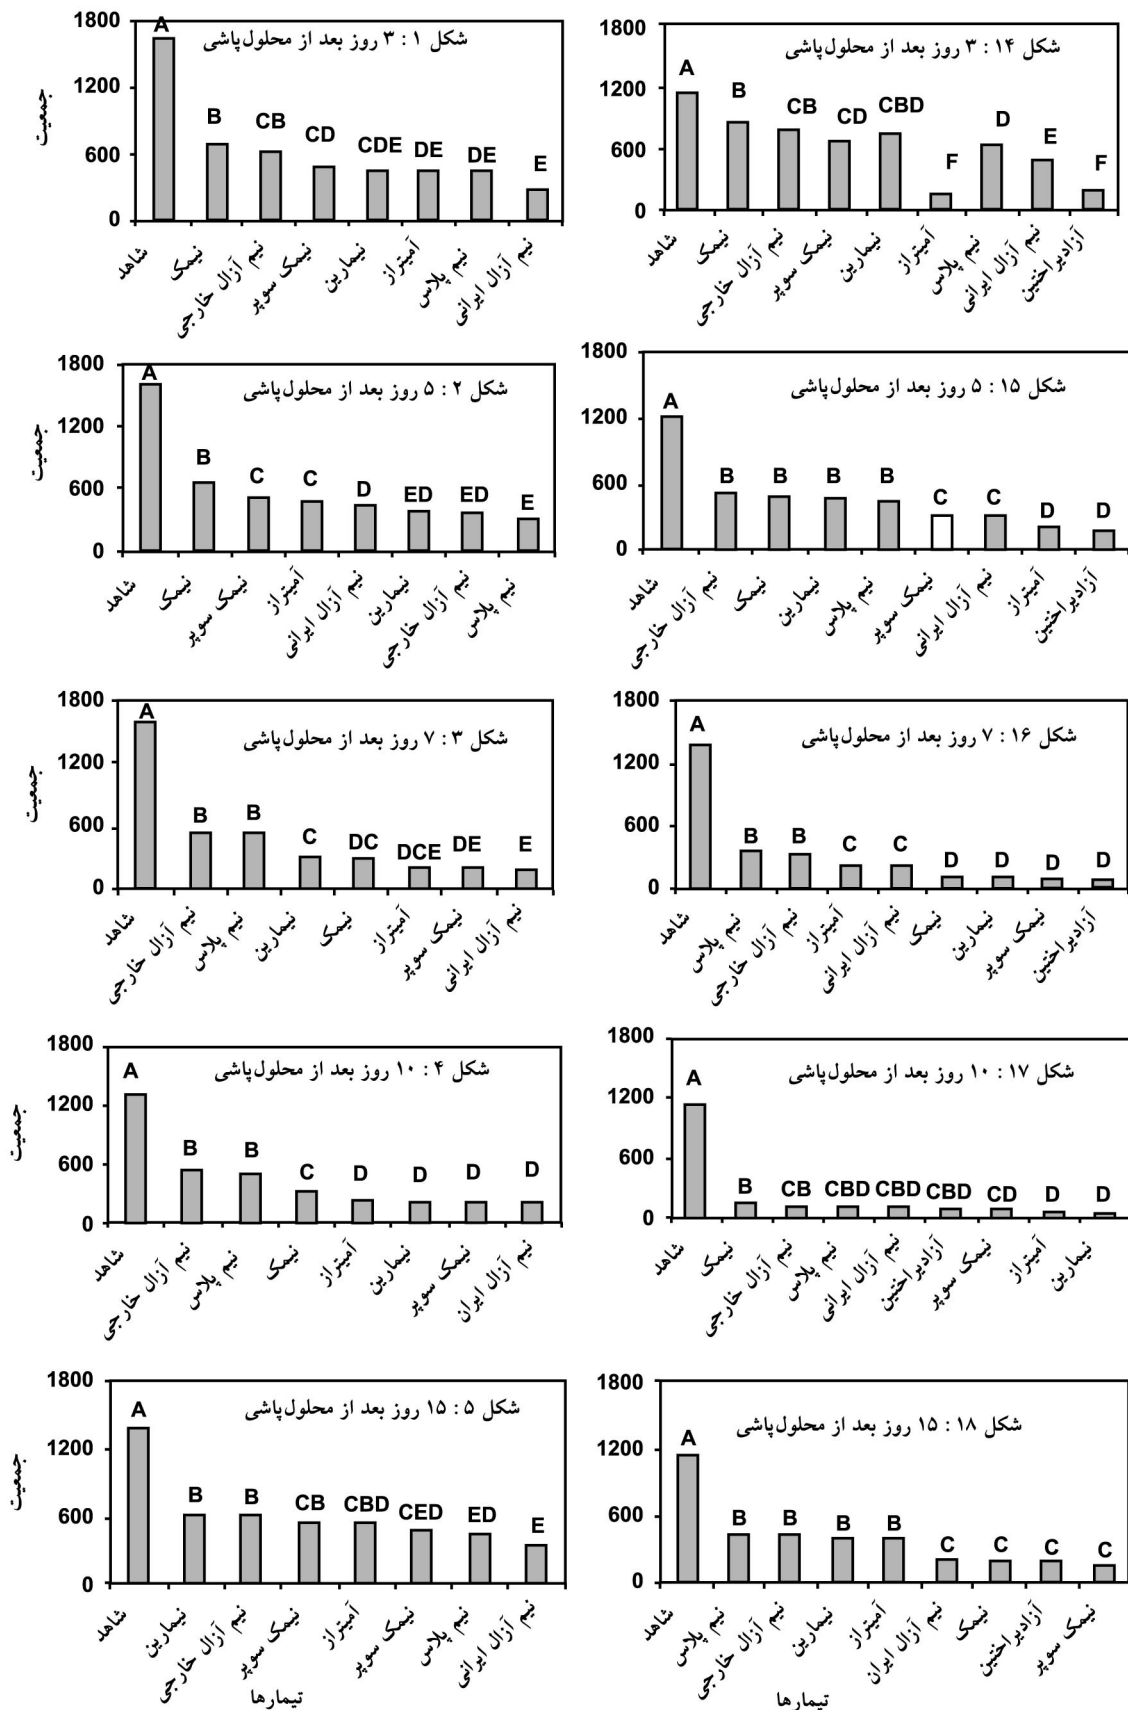 شکل ۱ : ۳ روز بعد از محلول‌پاشی
جمعیت
1800
1200
600
0
A
B
CB
CD
CDE
DE
DE
E
شاهد
نیمک
نیم آزال خارجی
نیمک سوپر
نیمارین
آمیتراز
نیم پلاس
نیم آزال ایرانی
شکل ۱۴ : ۳ روز بعد از محلول‌پاشی
1800
1200
600
0
A
B
CB
CD
CBD
F
D
E
F
شاهد
نیمک
نیم آزال خارجی
نیمک سوپر
نیمارین
آمیتراز
نیم پلاس
نیم آزال ایرانی
آزادیراختین
شکل ۲ : ۵ روز بعد از محلول‌پاشی
جمعیت
1800
1200
600
0
A
B
C
C
D
ED
ED
E
شاهد
نیمک
نیمک سوپر
آمیتراز
نیم آزال ایرانی
نیمارین
نیم آزال خارجی
نیم پلاس
شکل ۱۵ : ۵ روز بعد از محلول‌پاشی
1800
1200
600
0
A
B
B
B
B
C
C
D
D
شاهد
نیم آزال خارجی
نیمک
نیمارین
نیم پلاس
نیمک سوپر
نیم آزال ایرانی
آمیتراز
آزادیراختین
شکل ۳ : ۷ روز بعد از محلول‌پاشی
جمعیت
1800
1200
600
0
A
B
B
C
DC
DCE
DE
E
شاهد
نیم آزال خارجی
نیم پلاس
نیمارین
نیمک
آمیتراز
نیمک سوپر
نیم آزال ایرانی
شکل ۱۶ : ۷ روز بعد از محلول‌پاشی
1800
1200
600
0
A
B
B
C
C
D
D
D
D
شاهد
نیم پلاس
نیم آزال خارجی
آمیتراز
نیم آزال ایرانی
نیمک
نیمارین
نیمک سوپر
آزادیراختین
شکل ۴ : ۱۰ روز بعد از محلول‌پاشی
جمعیت
1800
1200
600
0
A
B
B
C
D
D
D
D
شاهد
نیم آزال خارجی
نیم پلاس
نیمک
آمیتراز
نیمارین
نیمک سوپر
نیم آزال ایران
شکل ۱۷ : ۱۰ روز بعد از محلول‌پاشی
1800
1200
600
0
A
B
CB
CBD
CBD
CBD
CD
D
D
شاهد
نیمک
نیم آزال خارجی
نیم پلاس
نیم آزال ایرانی
آزادیراختین
نیمک سوپر
آمیتراز
نیمارین
شکل ۵ : ۱۵ روز بعد از محلول‌پاشی
جمعیت
1800
1200
600
0
A
B
B
CB
CBD
CED
ED
E
شاهد
نیمارین
نیم آزال خارجی
نیمک سوپر
آمیتراز
نیمک سوپر
نیم پلاس
نیم آزال ایرانی
تیمارها
شکل ۱۸ : ۱۵ روز بعد از محلول‌پاشی
1800
1200
600
0
A
B
B
B
B
C
C
C
C
شاهد
نیم پلاس
نیم آزال خارجی
نیمارین
آمیتراز
نیم آزال ایران
نیمک
آزادیراختین
نیمک سوپر
تیمارها